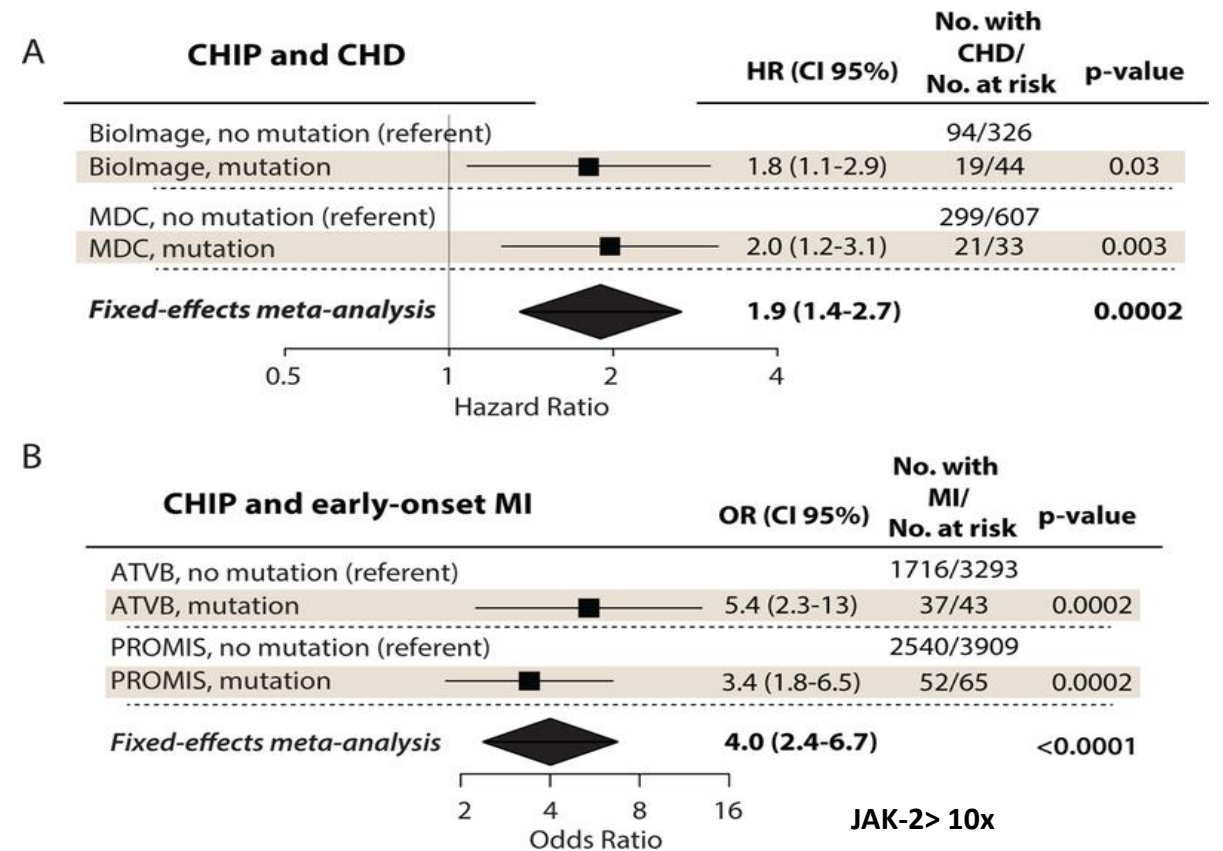 A
CHIP and CHD
HR (CI 95%)
No. with
CHD/
No. at risk
p-value
BioImage, no mutation (referent) 94/326
BioImage, mutation 1.8 (1.1-2.9) 19/44 0.03
MDC, no mutation (referent) 299/607
MDC, mutation 2.0 (1.2-3.1) 21/33 0.003
Fixed-effects meta-analysis 1.9 (1.4-2.7) 0.0002
0.5 1 2 4
Hazard Ratio
B
CHIP and early-onset MI
OR (CI 95%)
No. with
MI/
No. at risk
p-value
ATVB, no mutation (referent) 1716/3293
ATVB, mutation 5.4 (2.3-13) 37/43 0.0002
PROMIS, no mutation (referent) 2540/3909
PROMIS, mutation 3.4 (1.8-6.5) 52/65 0.0002
Fixed-effects meta-analysis 4.0 (2.4-6.7) <0.0001
2 4 8 16
Odds Ratio
JAK-2> 10x